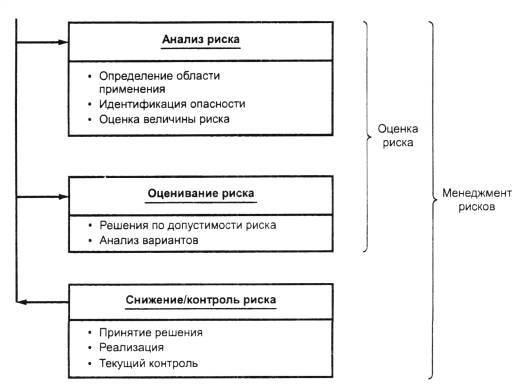 Анализ риска
• Определение области
применения
• Идентификация опасности
• Оценка величины риска
Оценка
риска
Менеджмент
рисков
Оценивание риска
• Решения по допустимости риска
• Анализ вариантов
Снижение/контроль риска
• Принятие решения
• Реализация
• Текущий контроль